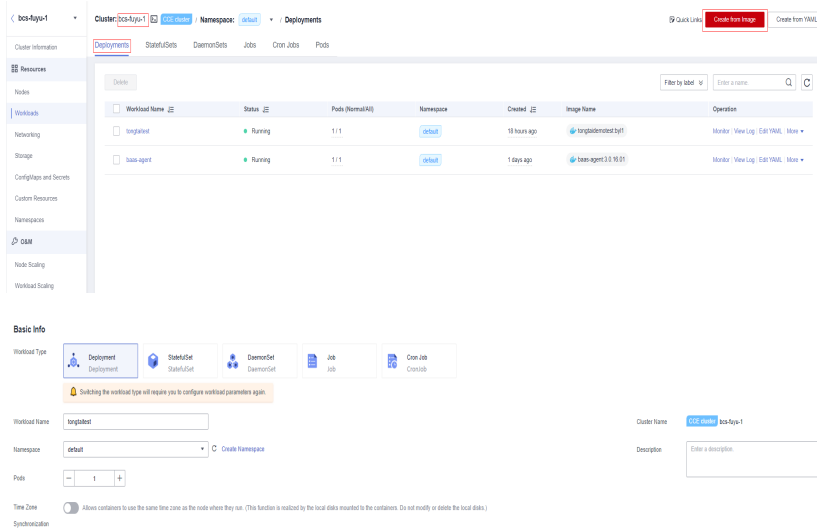 bcs-fuyu-1
Cluster: bcs-fuyu-1 CCE cluster / Namespace: default / Deployments
Quick Links
Create from Image
Create from YAML
Cluster Information
Deployments StatefulSets DaemonSets Jobs Cron Jobs Pods
Resources
Delete
Filter by label
Enter a name.
Nodes
Workload Name Status Pods (Normal/All) Namespace Created Image Name Operation
Workloads
tongtaitest Running 1 / 1 default 18 hours ago tongtaidemotest:byl1 Monitor View Log Edit YAML More
Networking
Storage
baas-agent Running 1 / 1 default 1 days ago baas-agent:3.0.16.01 Monitor View Log Edit YAML More
ConfigMaps and Secrets
Custom Resources
Namespaces
O&M
Node Scaling
Workload Scaling
Basic Info
Workload Type
Deployment StatefulSet DaemonSet Job Cron Job
Deployment StatefulSet DaemonSet Job CronJob
Switching the workload type will require you to configure workload parameters again.
Workload Name tongtaitest Cluster Name CCE cluster bcs-fuyu-1
Namespace default Create Namespace Description Enter a description.
Pods 1
Time Zone Allows containers to use the same time zone as the node where they run. (This function is realized by the local disks mounted to the containers. Do not modify or delete the local disks.)
Synchronization